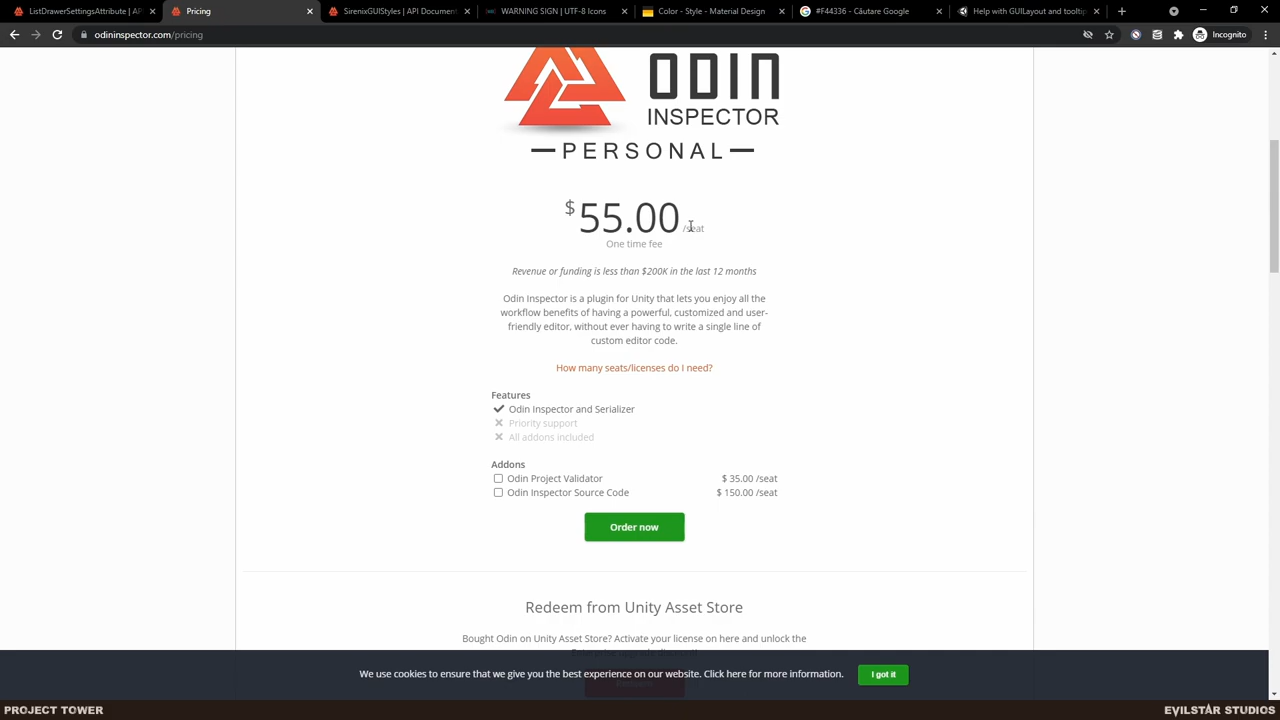 ListDrawerSettingsAttribute | AP
Pricing
SirenixGUIStyles | API Document
WARNING SIGN | UTF-8 Icons
Color - Style - Material Design
#F44336 - Căutare Google
Help with GUILayout and tooltip
odininspector.com/pricing
Incognito
ODIN
INSPECTOR
PERSONAL
$ 55.00 /seat
One time fee
Revenue or funding is less than $200K in the last 12 months
Odin Inspector is a plugin for Unity that lets you enjoy all the
workflow benefits of having a powerful, customized and user-
friendly editor, without ever having to write a single line of
custom editor code.
How many seats/licenses do I need?
Features
Odin Inspector and Serializer
Priority support
All addons included
Addons
Odin Project Validator $ 35.00 /seat
Odin Inspector Source Code $ 150.00 /seat
Order now
Redeem from Unity Asset Store
Bought Odin on Unity Asset Store? Activate your license on here and unlock the
We use cookies to ensure that we give you the best experience on our website. Click here for more information.
I got it
PROJECT TOWER
EVILSTAR STUDIOS